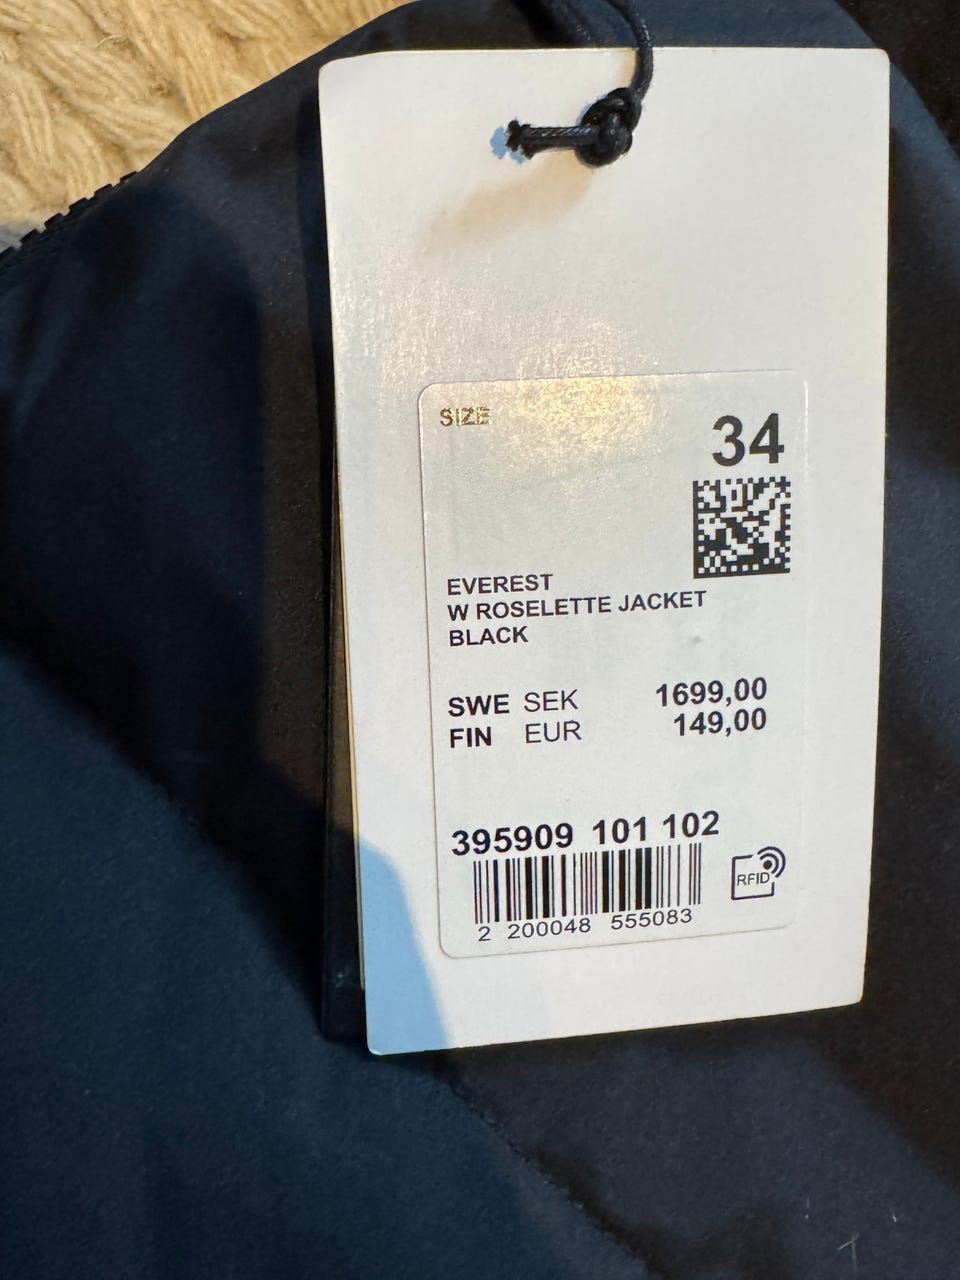 SIZE
34
EVEREST
W ROSELETTE JACKET
BLACK
SWE SEK 1699,00
FIN EUR 149,00
395909 101 102
RFID
2 200048 555083